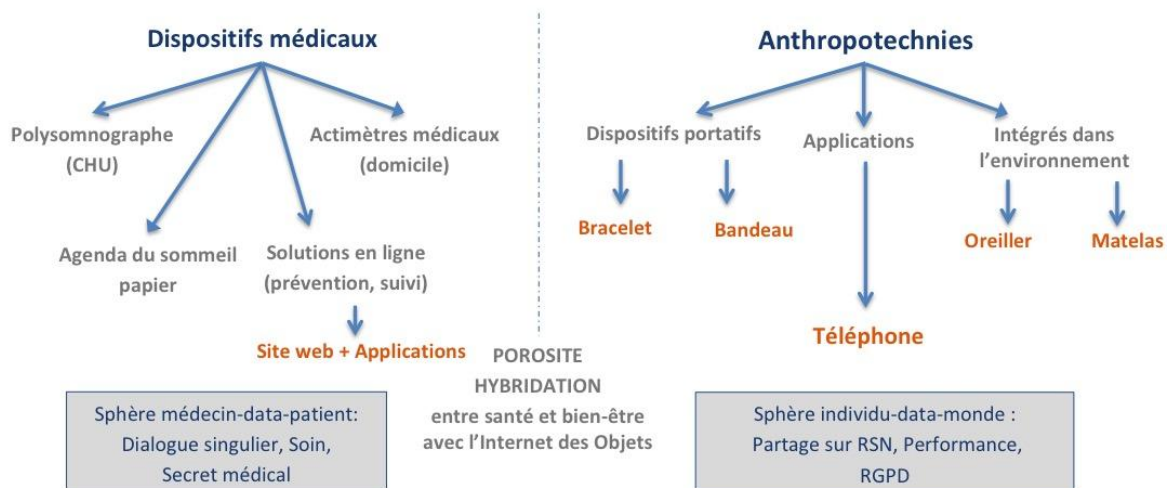 Dispositifs médicaux
Polysomnographe
(CHU)
Actimètres médicaux
(domicile)
Agenda du sommeil
papier
Solutions en ligne
(prévention, suivi)
Site web + Applications
Sphère médecin-data-patient:
Dialogue singulier, Soin,
Secret médical
POROSITE
HYBRIDATION
entre santé et bien-être
avec l'Internet des Objets
Anthropotechnies
Dispositifs portatifs
Applications
Intégrés dans
l'environnement
Bracelet
Bandeau
Oreiller
Matelas
Téléphone
Sphère individu-data-monde :
Partage sur RSN, Performance,
RGPD